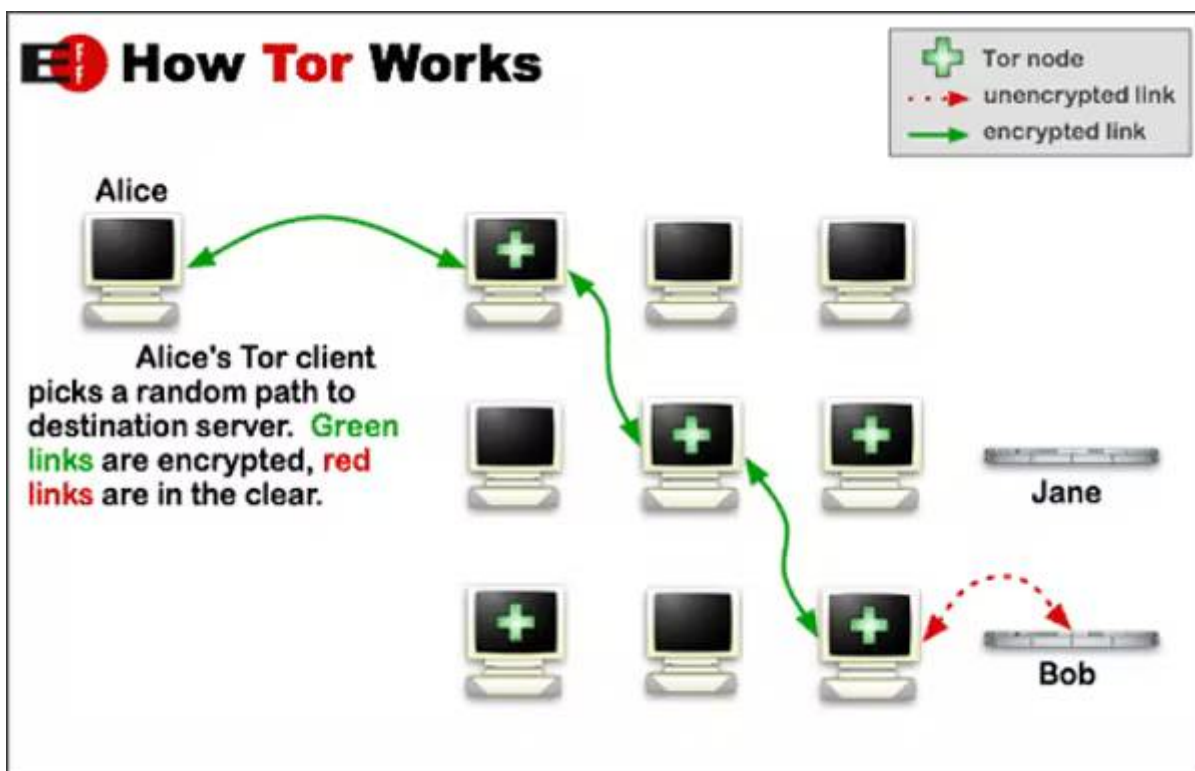 EFF How Tor Works
Tor node
unencrypted link
encrypted link
Alice
Alice's Tor client
picks a random path to
destination server. Green
links are encrypted, red
links are in the clear.
Jane
Bob